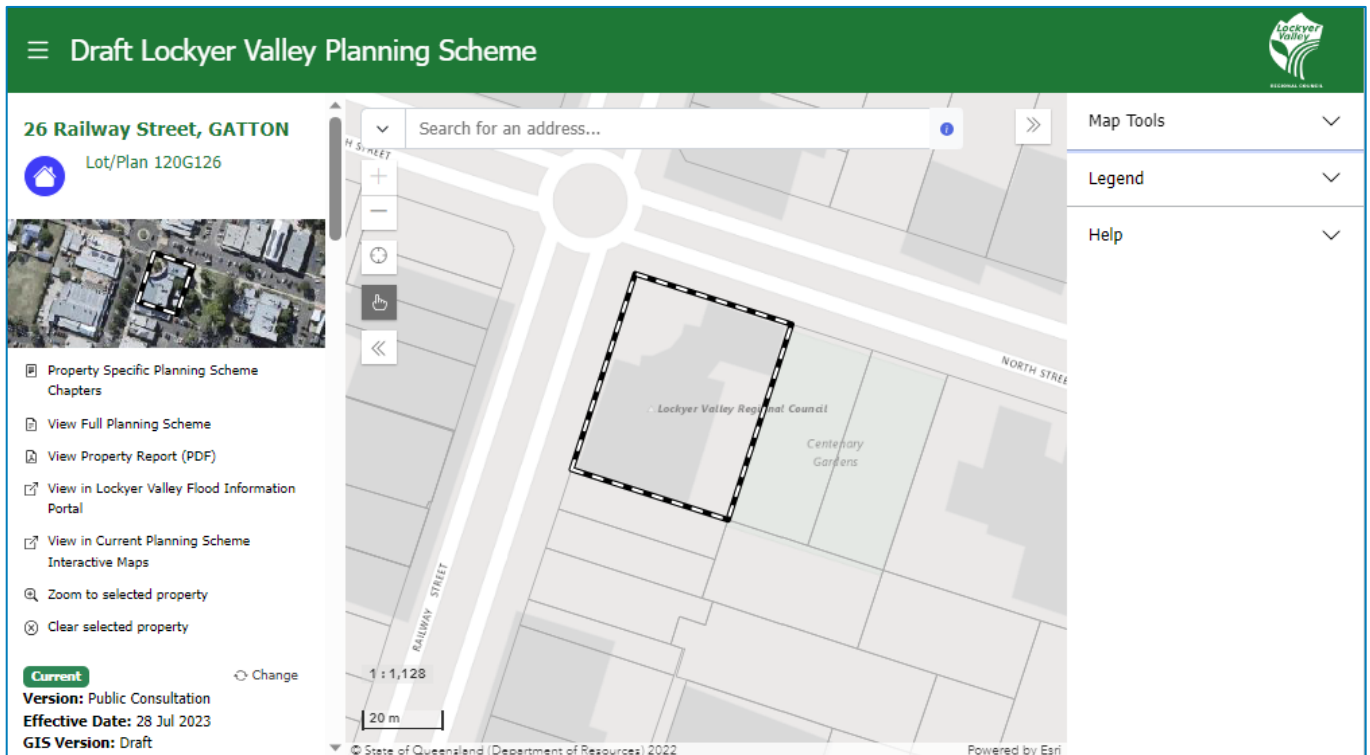 Draft Lockyer Valley Planning Scheme
Lockyer
Valley
REGIONAL COUNCIL
26 Railway Street, GATTON
Lot/Plan 120G126
Property Specific Planning Scheme
Chapters
View Full Planning Scheme
View Property Report (PDF)
View in Lockyer Valley Flood Information
Portal
View in Current Planning Scheme
Interactive Maps
Zoom to selected property
Clear selected property
Current
Change
Version: Public Consultation
Effective Date: 28 Jul 2023
GIS Version: Draft
Search for an address...
H STREET
NORTH STREE
Lockyer Valley Regional Council
Centenary
Gardens
RAILWAY STREET
1 : 1,128
20 m
© State of Queensland (Department of Resources) 2022
Powered by Esri
Map Tools
Legend
Help